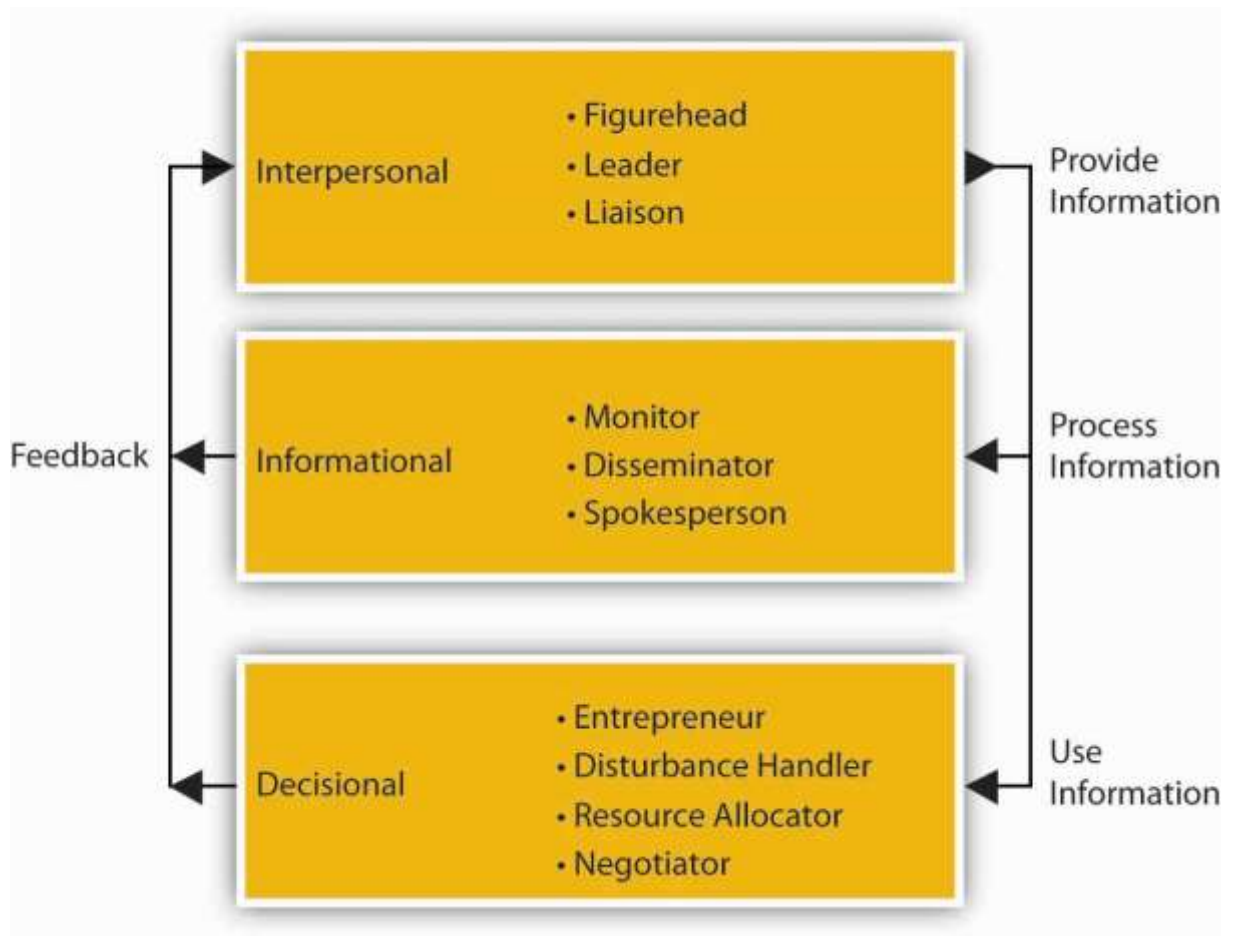 Interpersonal
• Figurehead
• Leader
• Liaison
Provide
Information
Feedback
Informational
• Monitor
• Disseminator
• Spokesperson
Process
Information
Decisional
• Entrepreneur
• Disturbance Handler
• Resource Allocator
• Negotiator
Use
Information